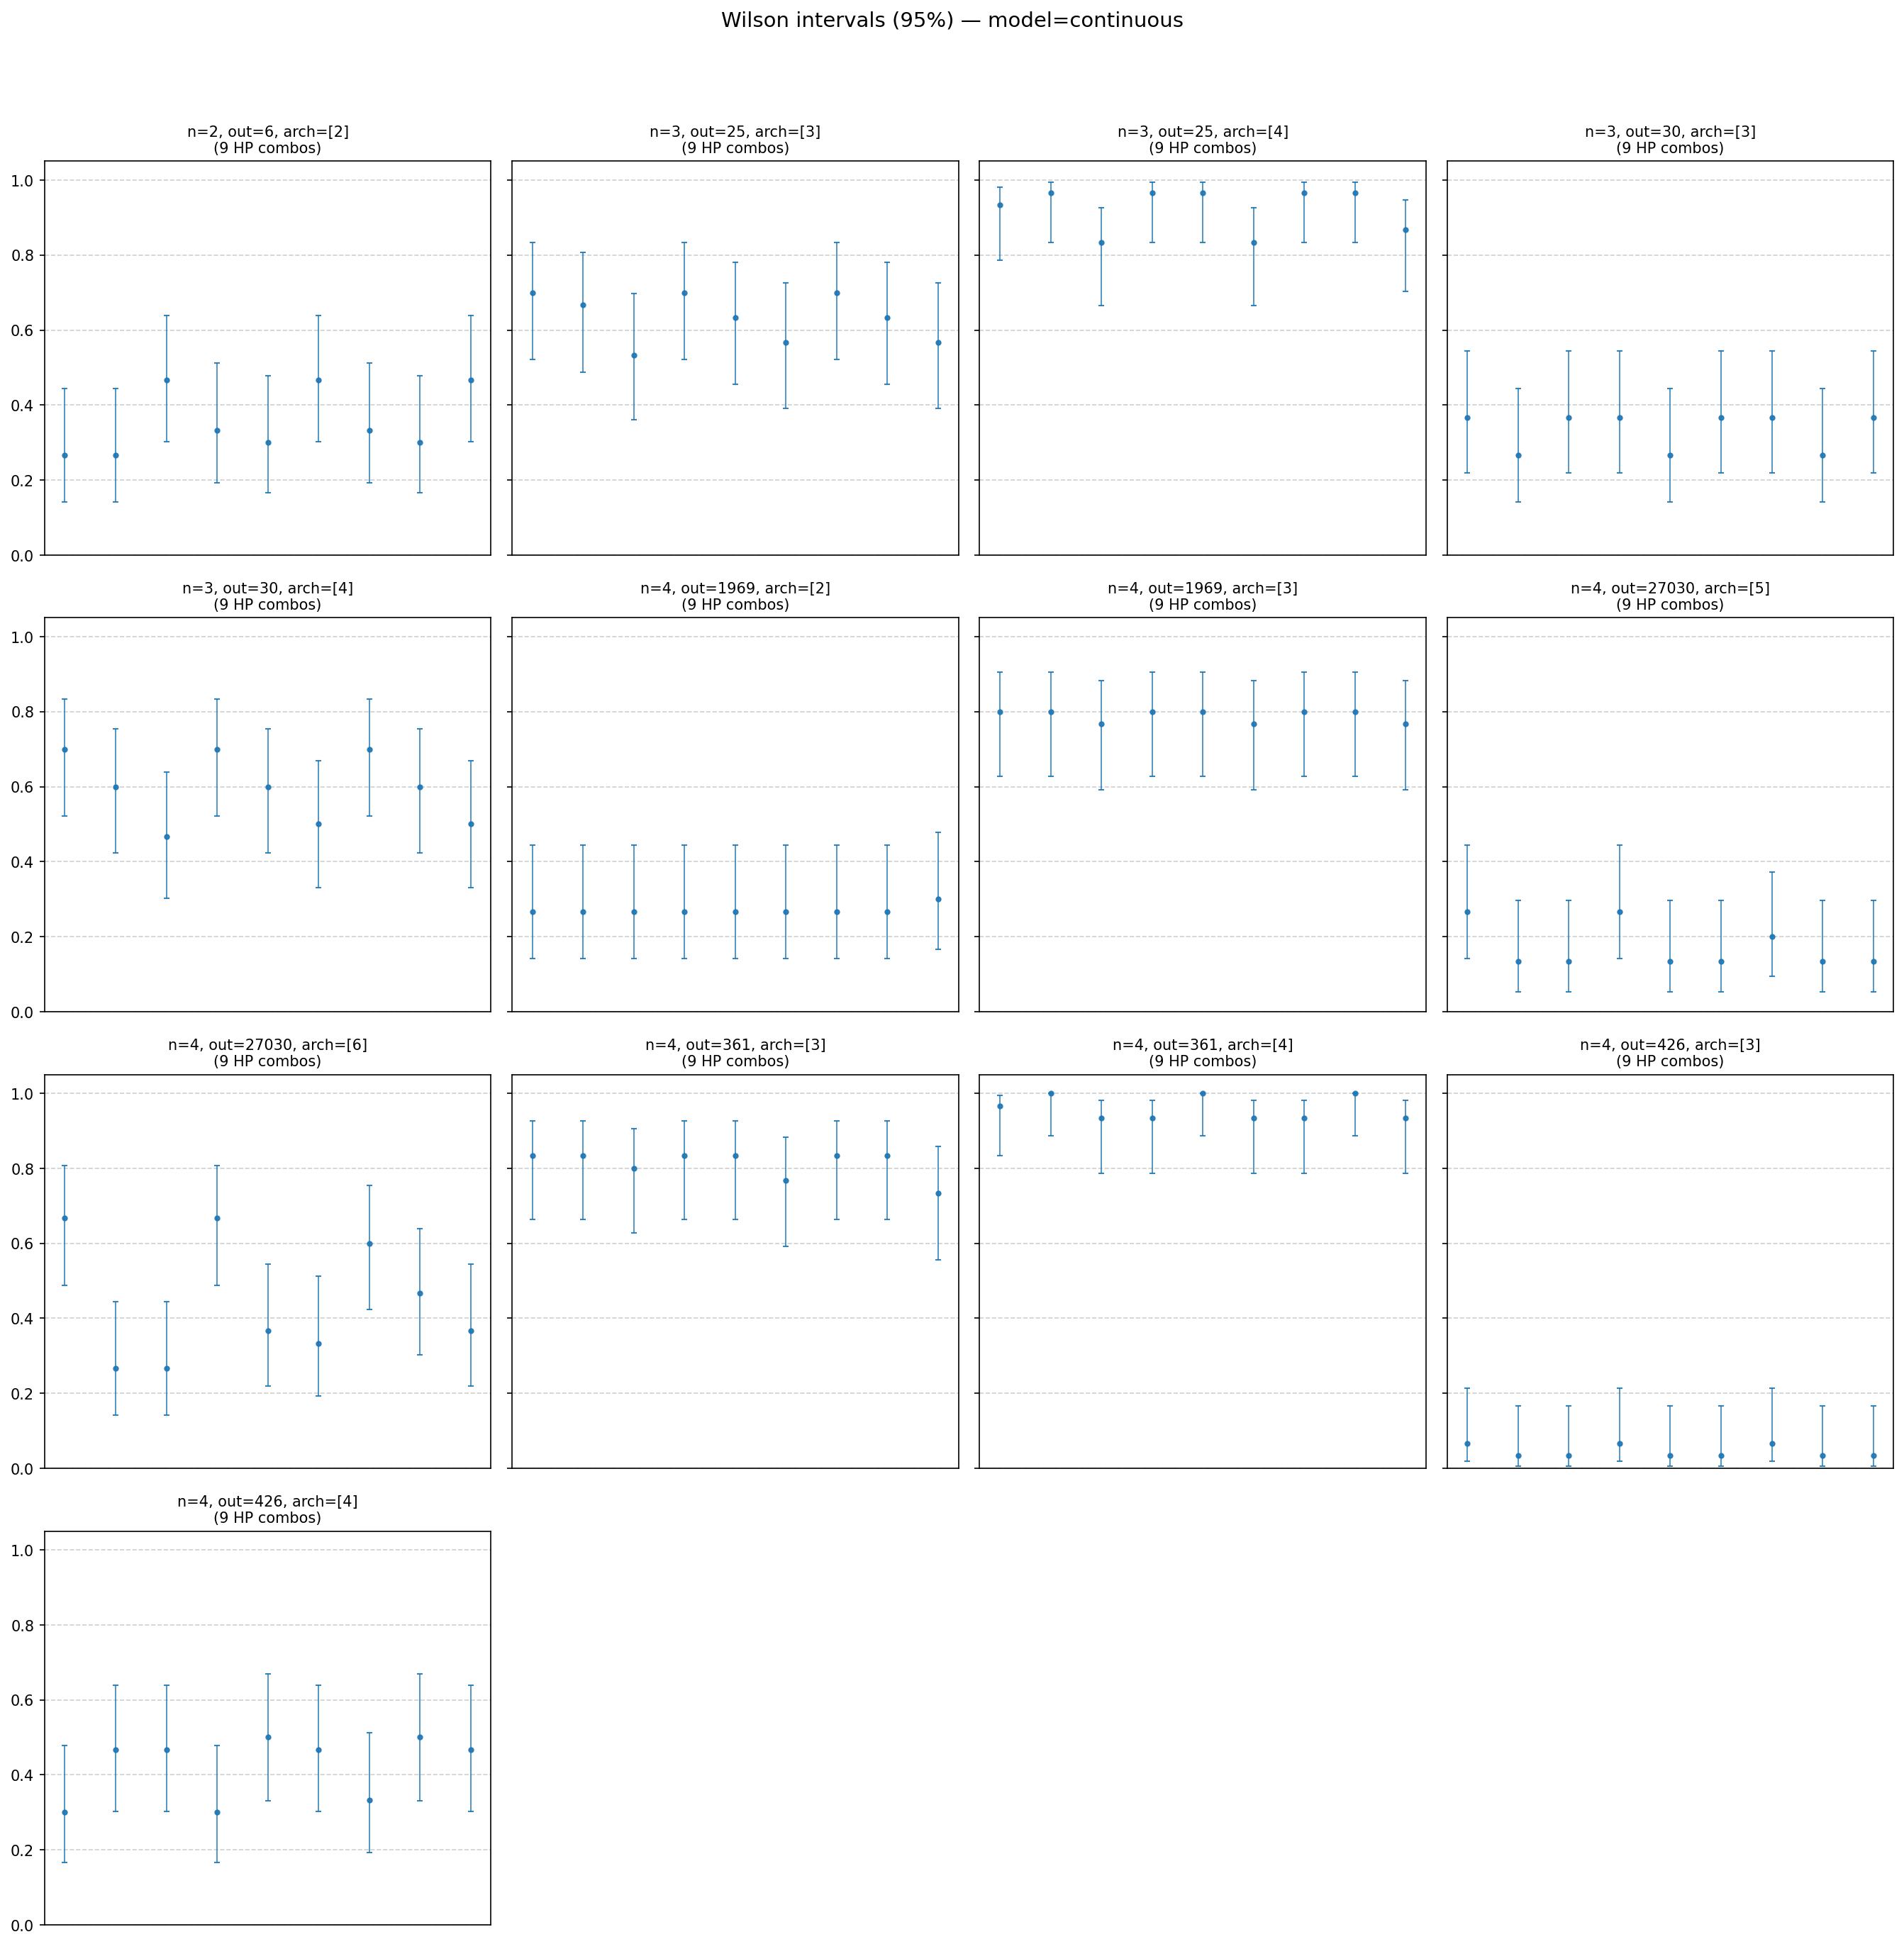 Wilson intervals (95%) — model=continuous
n=2, out=6, arch=[2]
(9 HP combos)
n=3, out=25, arch=[3]
(9 HP combos)
n=3, out=25, arch=[4]
(9 HP combos)
n=3, out=30, arch=[3]
(9 HP combos)
1.0
0.8
0.6
0.4
0.2
0.0
n=3, out=30, arch=[4]
(9 HP combos)
n=4, out=1969, arch=[2]
(9 HP combos)
n=4, out=1969, arch=[3]
(9 HP combos)
n=4, out=27030, arch=[5]
(9 HP combos)
1.0
0.8
0.6
0.4
0.2
0.0
n=4, out=27030, arch=[6]
(9 HP combos)
n=4, out=361, arch=[3]
(9 HP combos)
n=4, out=361, arch=[4]
(9 HP combos)
n=4, out=426, arch=[3]
(9 HP combos)
1.0
0.8
0.6
0.4
0.2
0.0
n=4, out=426, arch=[4]
(9 HP combos)
1.0
0.8
0.6
0.4
0.2
0.0